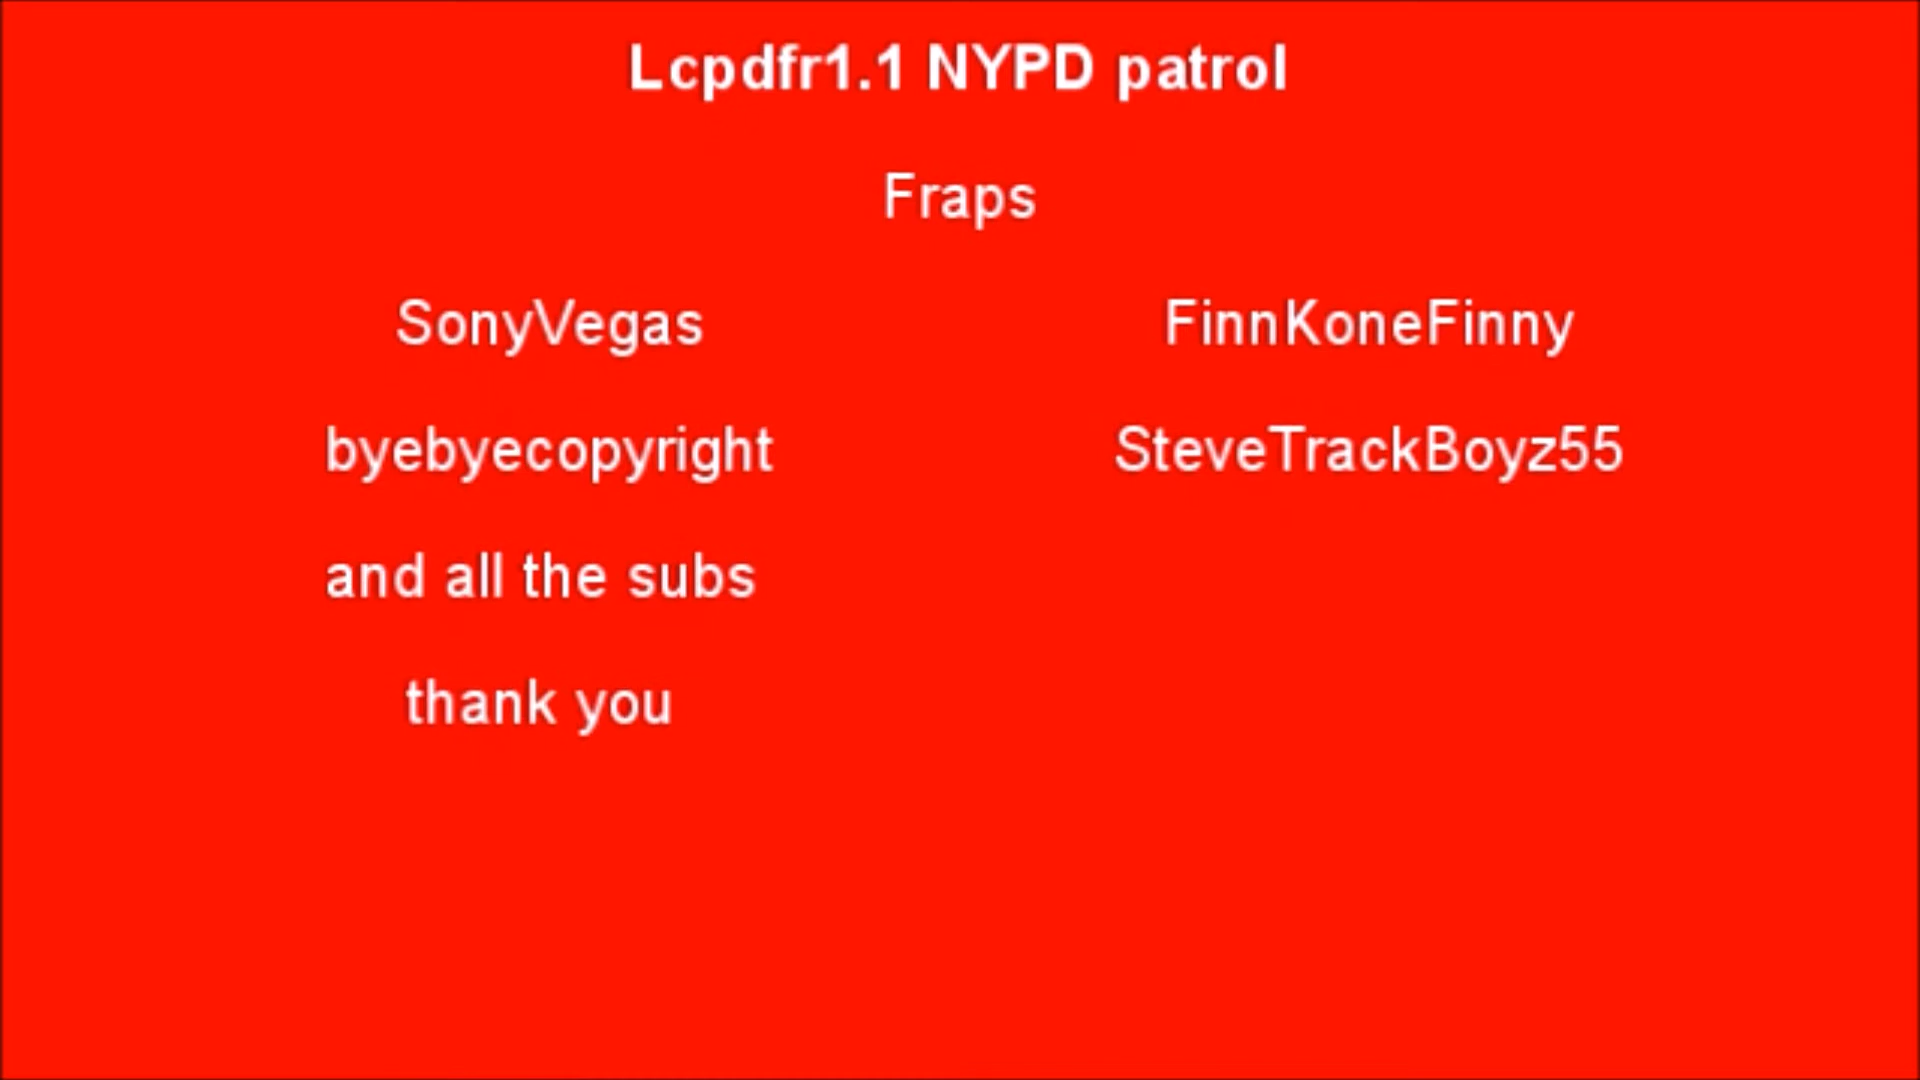 Lcpdfr1.1 NYPD patrol
Fraps
SonyVegas FinnKoneFinny
byebyecopyright SteveTrackBoyz55
and all the subs
thank you